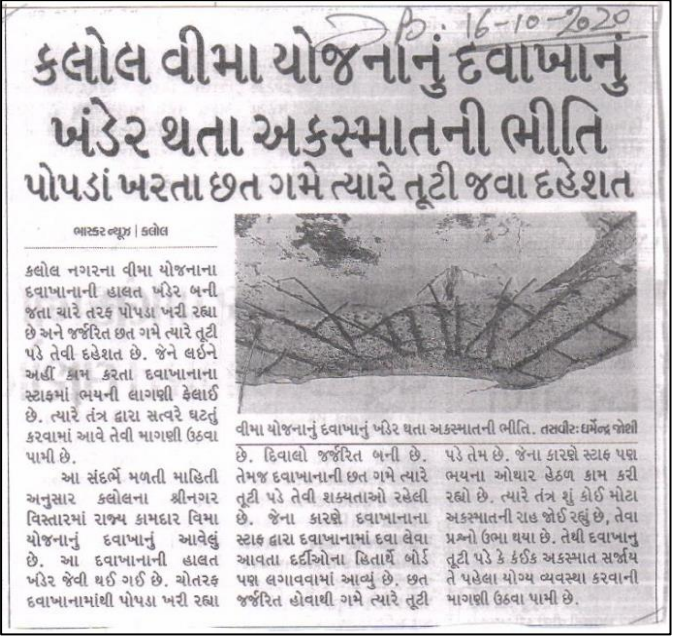 DB. 16-10-2020
કલોલ વીમા યોજનાનું દવાખાનું
ખંડેર થતા અકસ્માતની ભીતિ
પોપડાં ખરતા છત ગમે ત્યારે તૂટી જવા દહેશત
ભાસ્કર ન્યૂઝ | કલોલ
કલોલ નગરના વીમા યોજનાના
દવાખાનાની હાલત ખંડેર બની
જતા ચારે તરફ પોપડા ખરી રહ્યા
છે અને જર્જરિત છત ગમે ત્યારે તૂટી
પડે તેવી દહેશત છે. જેને લઇને
અહીં કામ કરતા દવાખાનાના
સ્ટાફમાં ભયની લાગણી ફેલાઈ
છે. ત્યારે તંત્ર દ્વારા સત્વરે ઘટતું
કરવામાં આવે તેવી માગણી ઉઠવા
પામી છે.
આ સંદર્ભે મળતી માહિતી
અનુસાર કલોલના શ્રીનગર
વિસ્તારમાં રાજ્ય કામદાર વિમા
યોજનાનું દવાખાનું આવેલું
છે. આ દવાખાનાની હાલત
ખંડેર જેવી થઈ ગઈ છે. ચોતરફ
દવાખાનામાંથી પોપડા ખરી રહ્યા
વીમા યોજનાનું દવાખાનું ખંડેર થતા અકસ્માતની ભીતિ. તસવીર: ધર્મેન્દ્ર જોશી
છે. દિવાલો જર્જરિત બની છે.
તેમજ દવાખાનાની છત ગમે ત્યારે
તૂટી પડે તેવી શક્યતાઓ રહેલી
છે. જેના કારણે દવાખાનાના
સ્ટાફ દ્વારા દવાખાનામાં દવા લેવા
આવતા દર્દીઓના હિતાર્થે બોર્ડ
પણ લગાવવામાં આવ્યું છે. છત
જર્જરિત હોવાથી ગમે ત્યારે તૂટી
પડે તેમ છે. જેના કારણે સ્ટાફ પણ
ભયના ઓથાર હેઠળ કામ કરી
રહ્યો છે. ત્યારે તંત્ર શું કોઈ મોટા
અકસ્માતની રાહ જોઈ રહ્યું છે, તેવા
પ્રશ્નો ઉભા થયા છે. તેથી દવાખાનુ
તૂટી પડે કે કંઈક અકસ્માત સર્જાય
તે પહેલા યોગ્ય વ્યવસ્થા કરવાની
માગણી ઉઠવા પામી છે.